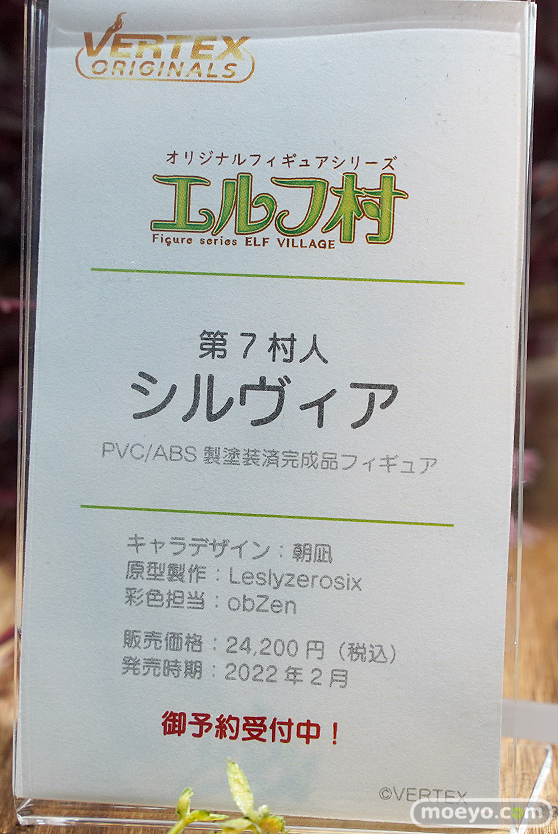 VERTEX
ORIGINALS
オリジナルフィギュアシリーズ
エルフ村
Figure series ELF VILLAGE
第7村人
シルヴィア
PVC/ABS 製塗装済完成品フィギュア
キャラデザイン：朝凪
原型製作：Leslyzerosix
彩色担当：obZen
販売価格：24,200円（税込）
発売時期：2022年2月
御予約受付中！
©VERTEX
moeyo.com